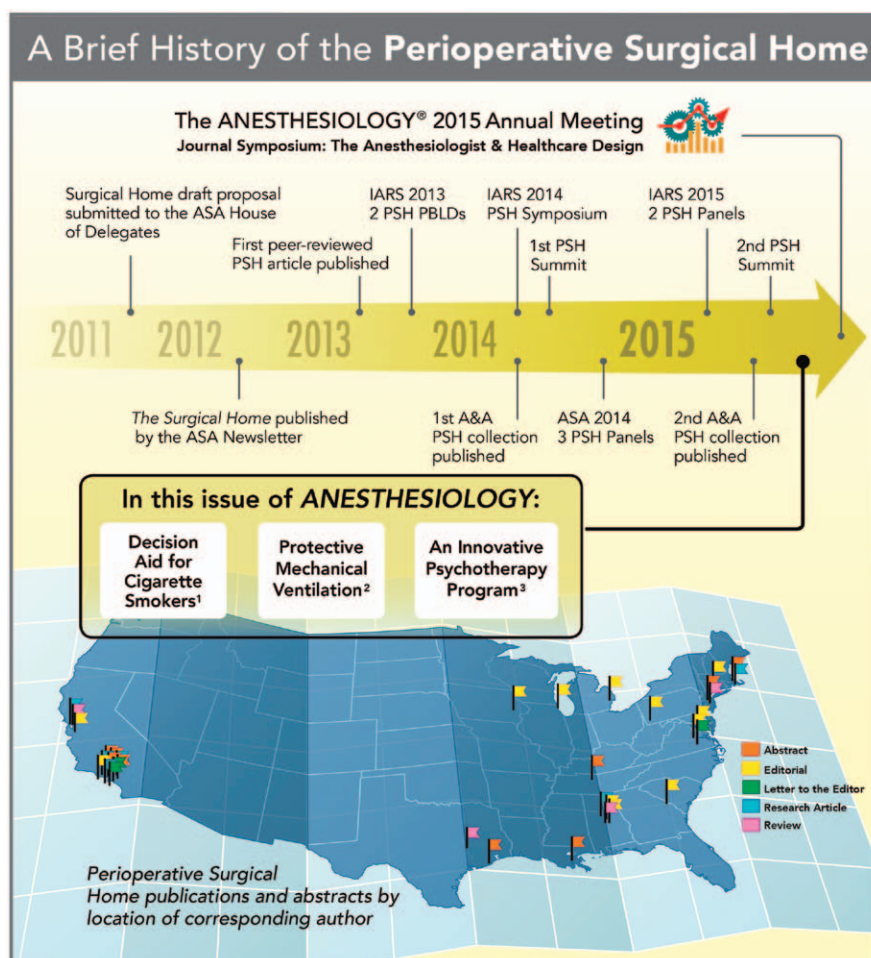 A Brief History of the Perioperative Surgical Home
The ANESTHESIOLOGY® 2015 Annual Meeting
Journal Symposium: The Anesthesiologist & Healthcare Design
Surgical Home draft proposal
submitted to the ASA House
of Delegates
First peer-reviewed
PSH article published
IARS 2013
2 PSH PBLDs
IARS 2014
PSH Symposium
1st PSH
Summit
IARS 2015
2 PSH Panels
2nd PSH
Summit
2011
2012
2013
2014
2015
The Surgical Home published
by the ASA Newsletter
1st A&A
PSH collection
published
ASA 2014
3 PSH Panels
2nd A&A
PSH collection
published
In this issue of ANESTHESIOLOGY:
Decision
Aid for
Cigarette
Smokers¹
Protective
Mechanical
Ventilation²
An Innovative
Psychotherapy
Program³
Abstract
Editorial
Letter to the Editor
Research Article
Review
Perioperative Surgical
Home publications and abstracts by
location of corresponding author